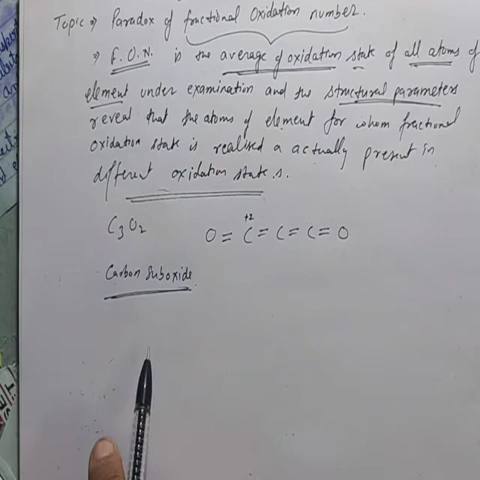 Topic ⇒ Paradox of fractional Oxidation number.
⇒ F.O.N. is the average of oxidation state of all atoms of
element under examination and the structural parameters
reveal that the atoms of element for whom fractional
oxidation state is realised a actually present in
different oxidation states.
C3O2
+2
O = C = C = C = O
Carbon suboxide